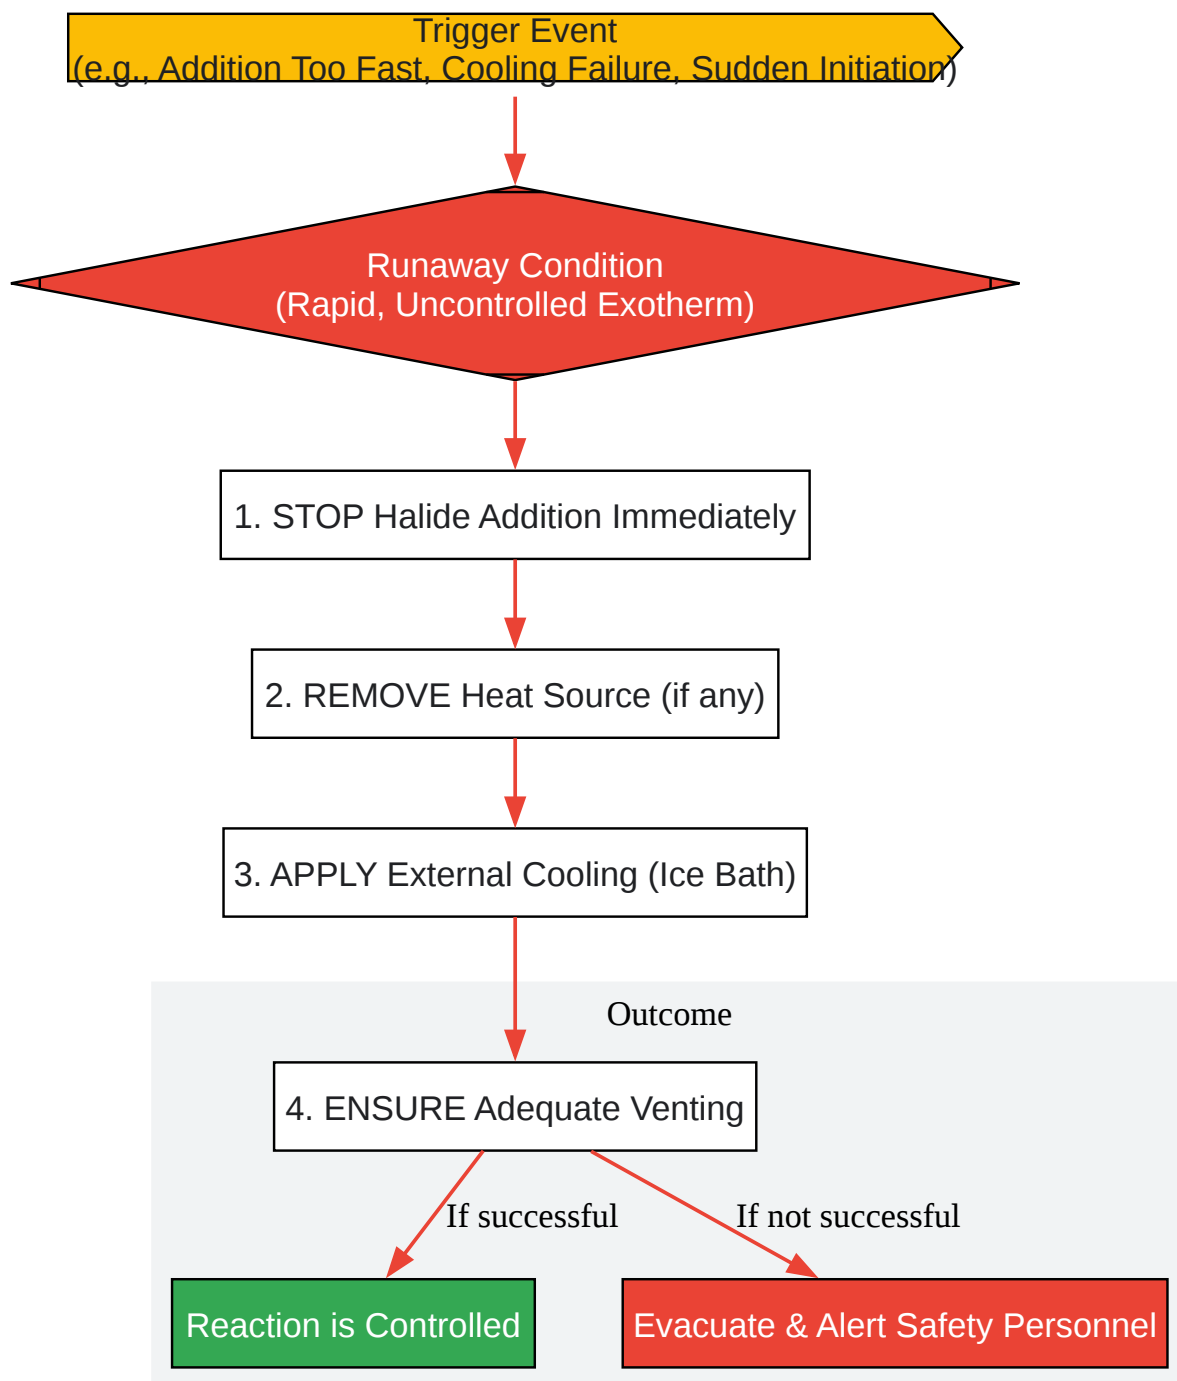 Trigger Event
(e.g., Addition Too Fast, Cooling Failure, Sudden Initiation)
Runaway Condition
(Rapid, Uncontrolled Exotherm)
1. STOP Halide Addition Immediately
2. REMOVE Heat Source (if any)
3. APPLY External Cooling (Ice Bath)
Outcome
4. ENSURE Adequate Venting
If successful
If not successful
Reaction is Controlled
Evacuate & Alert Safety Personnel